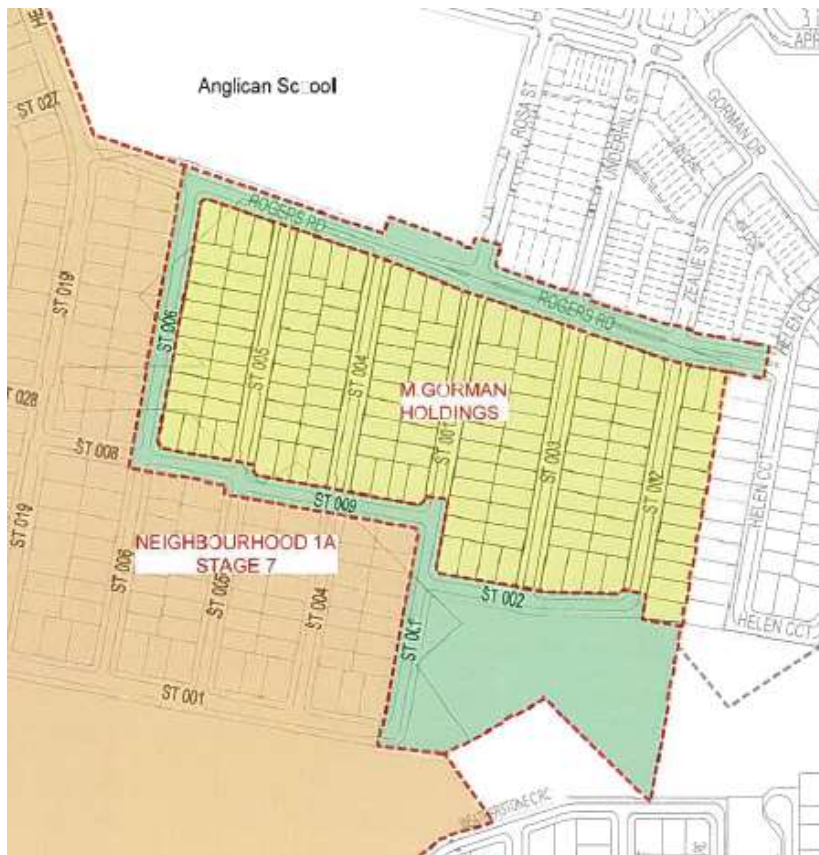 ST 027
Anglican Sc ool
ROSA ST
UNDERHILL ST
GORMAN DR
ZEALIE ST
HELEN CCT
ROGERS RD
ROGERS RD
ST 019
ST 006
ST 005
ST 004
M.GORMAN
HOLDINGS
ST 001
ST 003
ST 002
HELEN CCT
ST 028
ST 008
ST 009
ST 019
NEIGHBOURHOOD 1A
STAGE 7
ST 006
ST 005
ST 004
ST 001
ST 002
HELEN CCT
ST 001